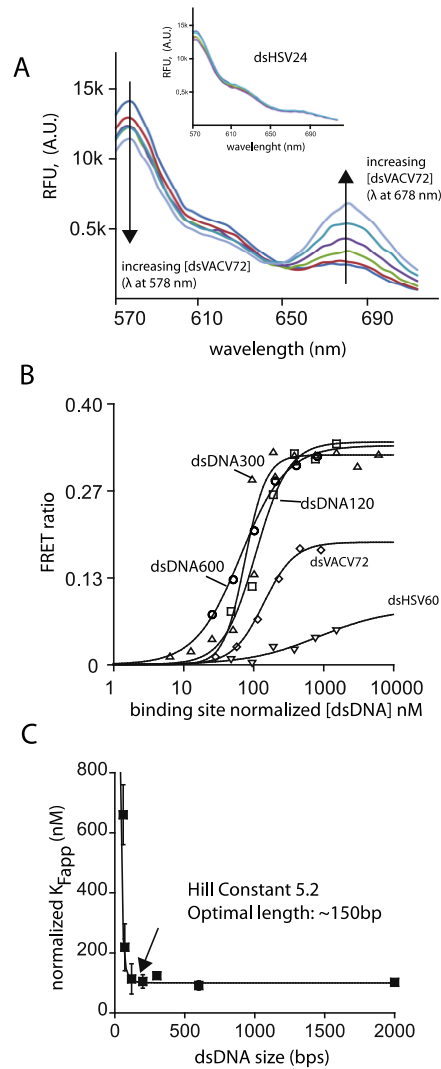 A
dsHSV24
RFU, (A.U.)
15k
10k
0.5k
570
610
650
690
wavelenght (nm)
RFU, (A.U.)
15k
10k
0.5k
increasing
[dsVACV72]
(λ at 678 nm)
increasing [dsVACV72]
(λ at 578 nm)
570
610
650
690
wavelength (nm)
B
FRET ratio
0.40
0.27
0.13
0
dsDNA300
dsDNA120
dsDNA600
dsVACV72
dsHSV60
1
10
100
1000
10000
binding site normalized [dsDNA] nM
C
normalized KFapp (nM)
800
600
400
200
0
Hill Constant 5.2
Optimal length: ~150bp
0
500
1000
1500
2000
dsDNA size (bps)